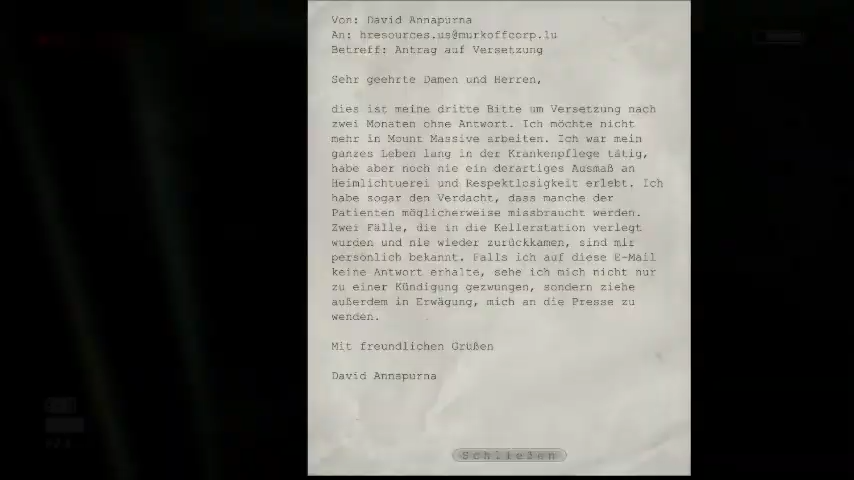 Von: David Annapurna
An: hresources.us@murkoffcorp.lu
Betreff: Antrag auf Versetzung
Sehr geehrte Damen und Herren,
dies ist meine dritte Bitte um Versetzung nach
zwei Monaten ohne Antwort. Ich möchte nicht
mehr in Mount Massive arbeiten. Ich war mein
ganzes Leben lang in der Krankenpflege tätig,
habe aber noch nie ein derartiges Ausmaß an
Heimlichtuerei und Respektlosigkeit erlebt. Ich
habe sogar den Verdacht, dass manche der
Patienten möglicherweise missbraucht werden.
Zwei Fälle, die in die Kellerstation verlegt
wurden und nie wieder zurückkamen, sind mir
persönlich bekannt. Falls ich auf diese E-Mail
keine Antwort erhalte, sehe ich mich nicht nur
zu einer Kündigung gezwungen, sondern ziehe
außerdem in Erwägung, mich an die Presse zu
wenden.
Mit freundlichen Grüßen
David Annapurna
Schließen